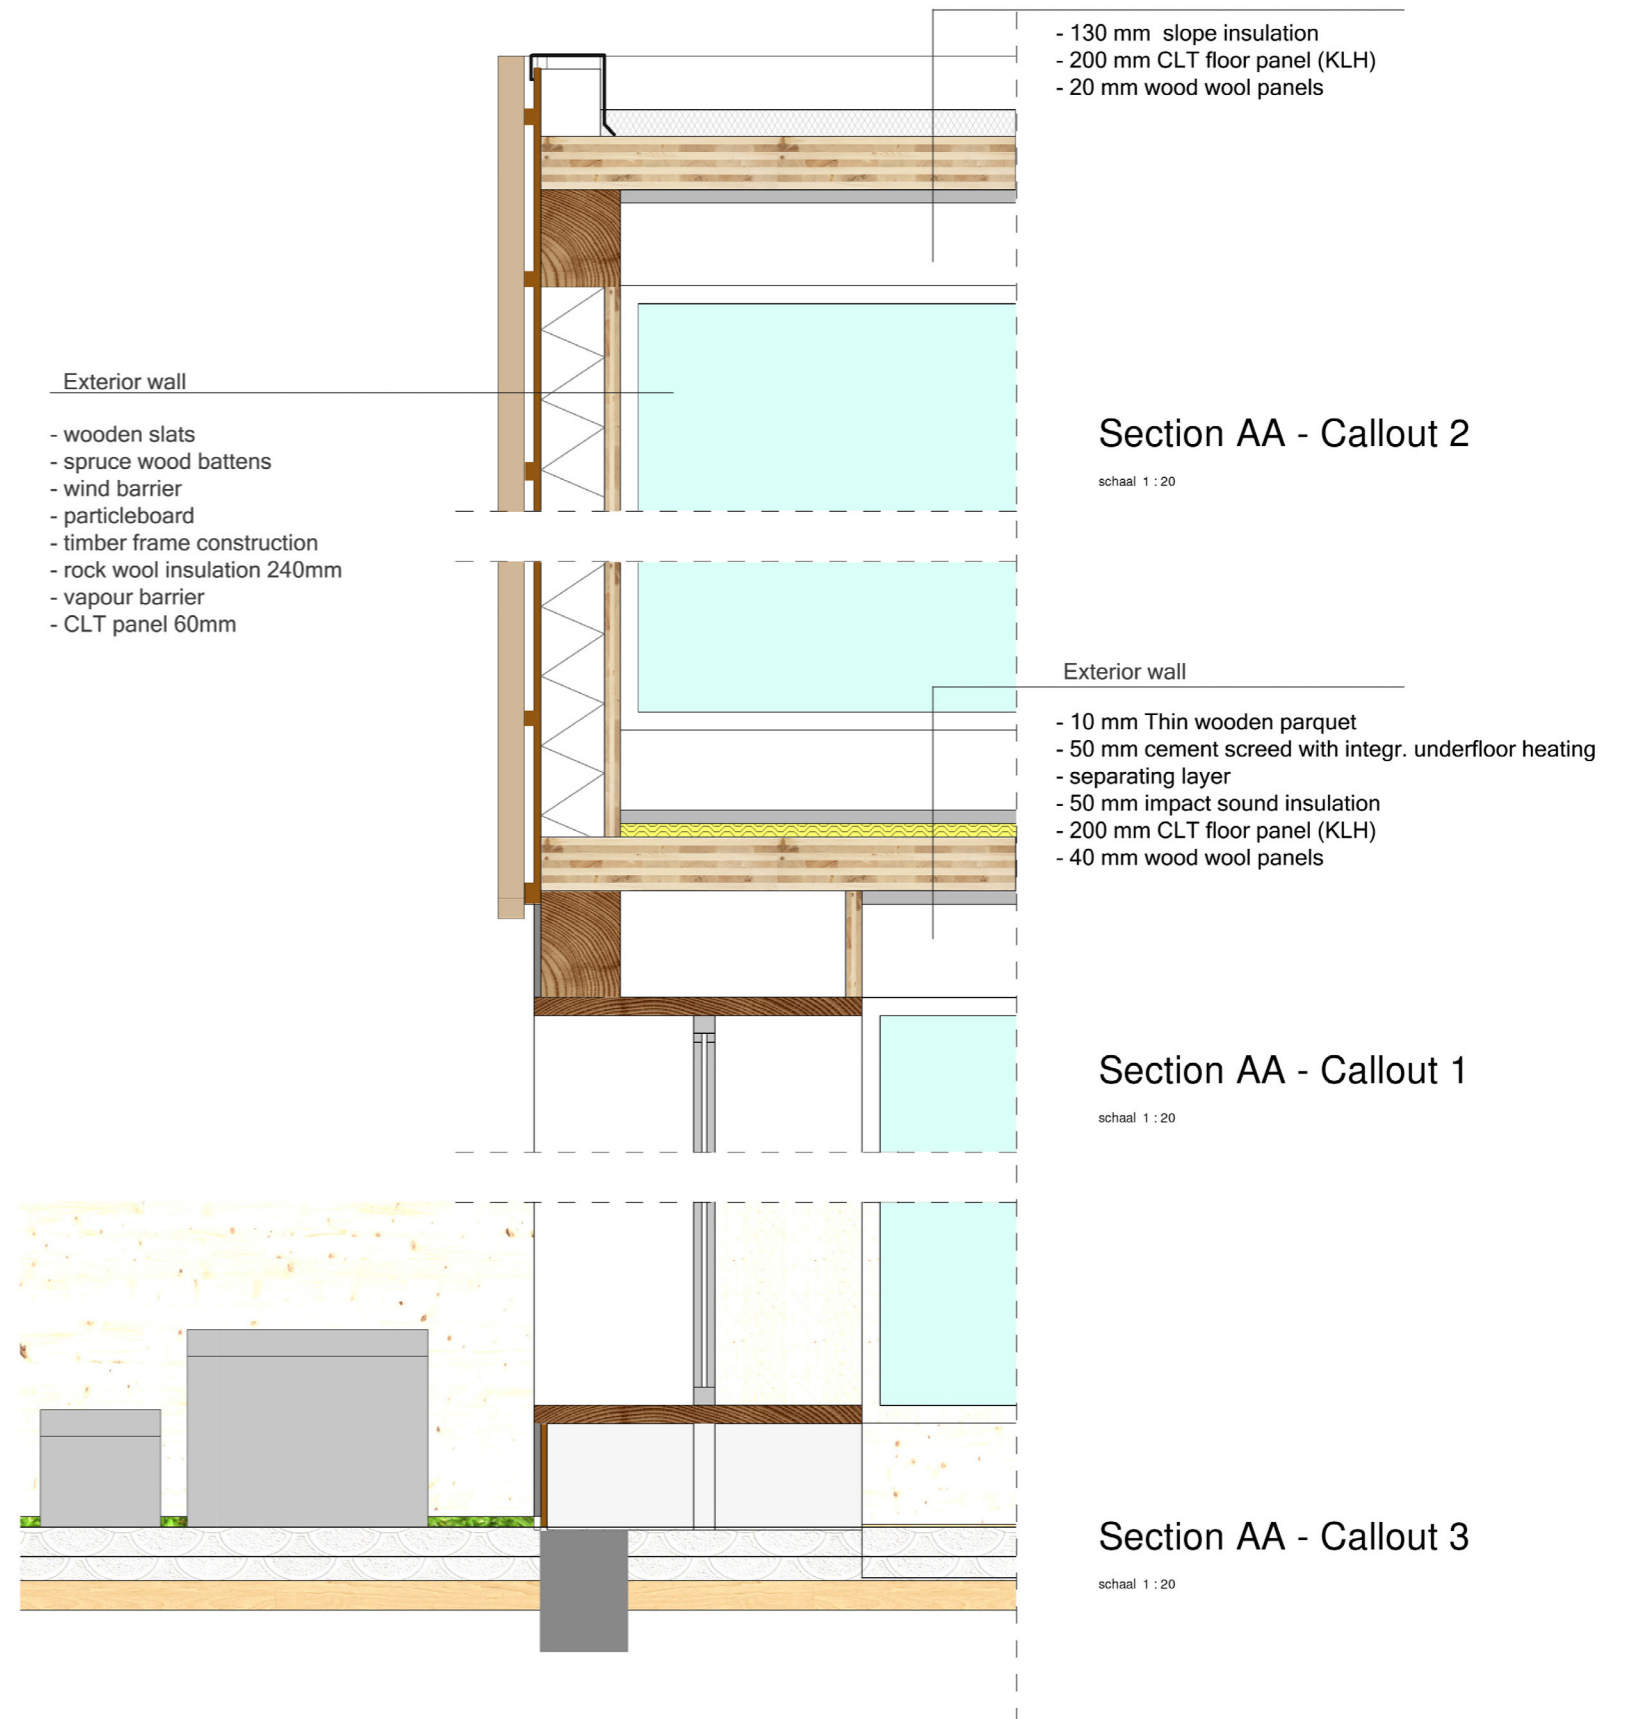 - 130 mm  slope insulation
- 200 mm CLT floor panel (KLH)
- 20 mm wood wool panels
Exterior wall
- wooden slats
- spruce wood battens
- wind barrier
- particleboard
- timber frame construction
- rock wool insulation 240mm
- vapour barrier
- CLT panel 60mm
Section AA - Callout 2
schaal 1 : 20
Exterior wall
- 10 mm Thin wooden parquet
- 50 mm cement screed with integr. underfloor heating
- separating layer
- 50 mm impact sound insulation
- 200 mm CLT floor panel (KLH)
- 40 mm wood wool panels
Section AA - Callout 1
schaal 1 : 20
Section AA - Callout 3
schaal 1 : 20